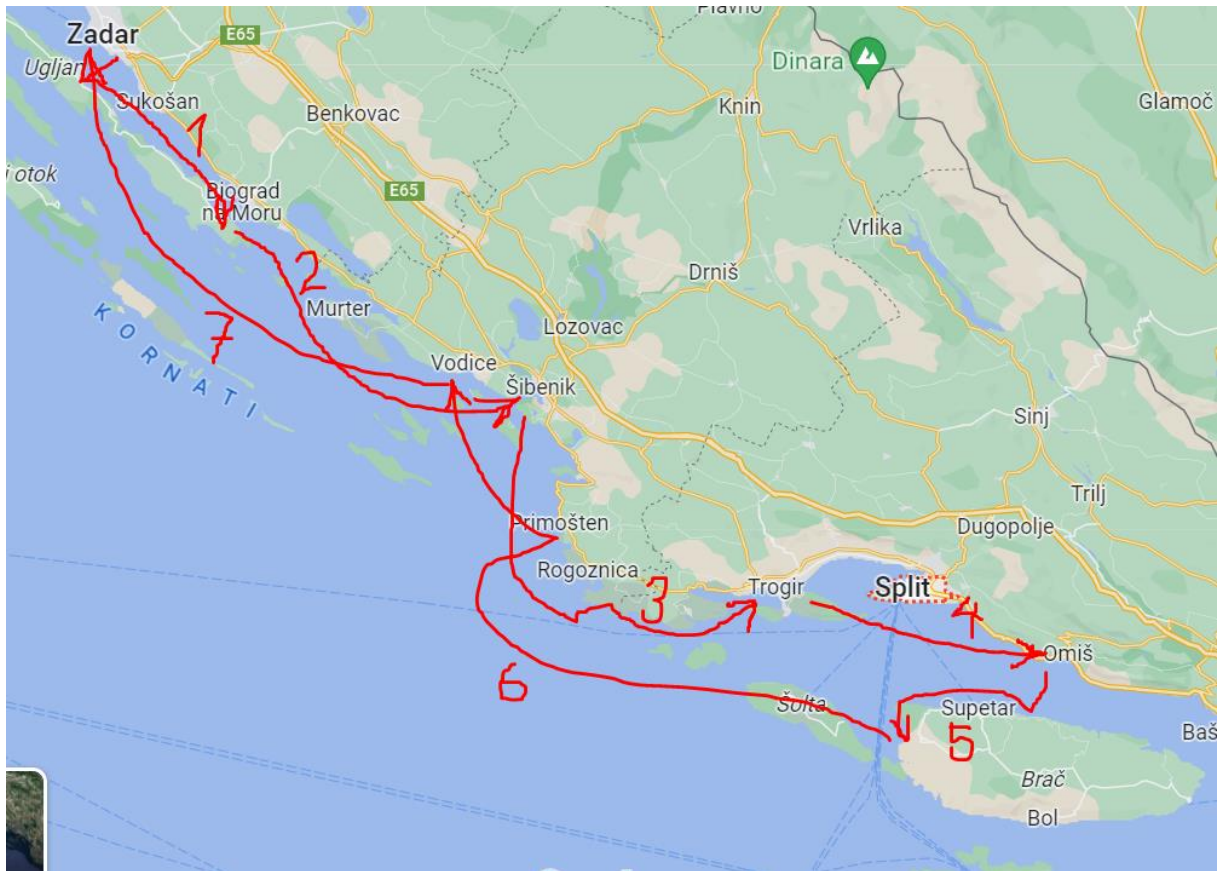 Plavno
Zadar
E65
Ugljan
Dinara
Sukošan
1
Benkovac
Knin
Glamoč
i otok
E65
Biograd
na Moru
Vrlika
2
Drniš
Murter
7
Lozovac
KORNATI
Vodice
Šibenik
Sinj
Trilj
Primošten
Dugopolje
Rogoznica
3
Trogir
Split
4
Omiš
6
Šolta
Supetar
5
Baš
Brač
Bol